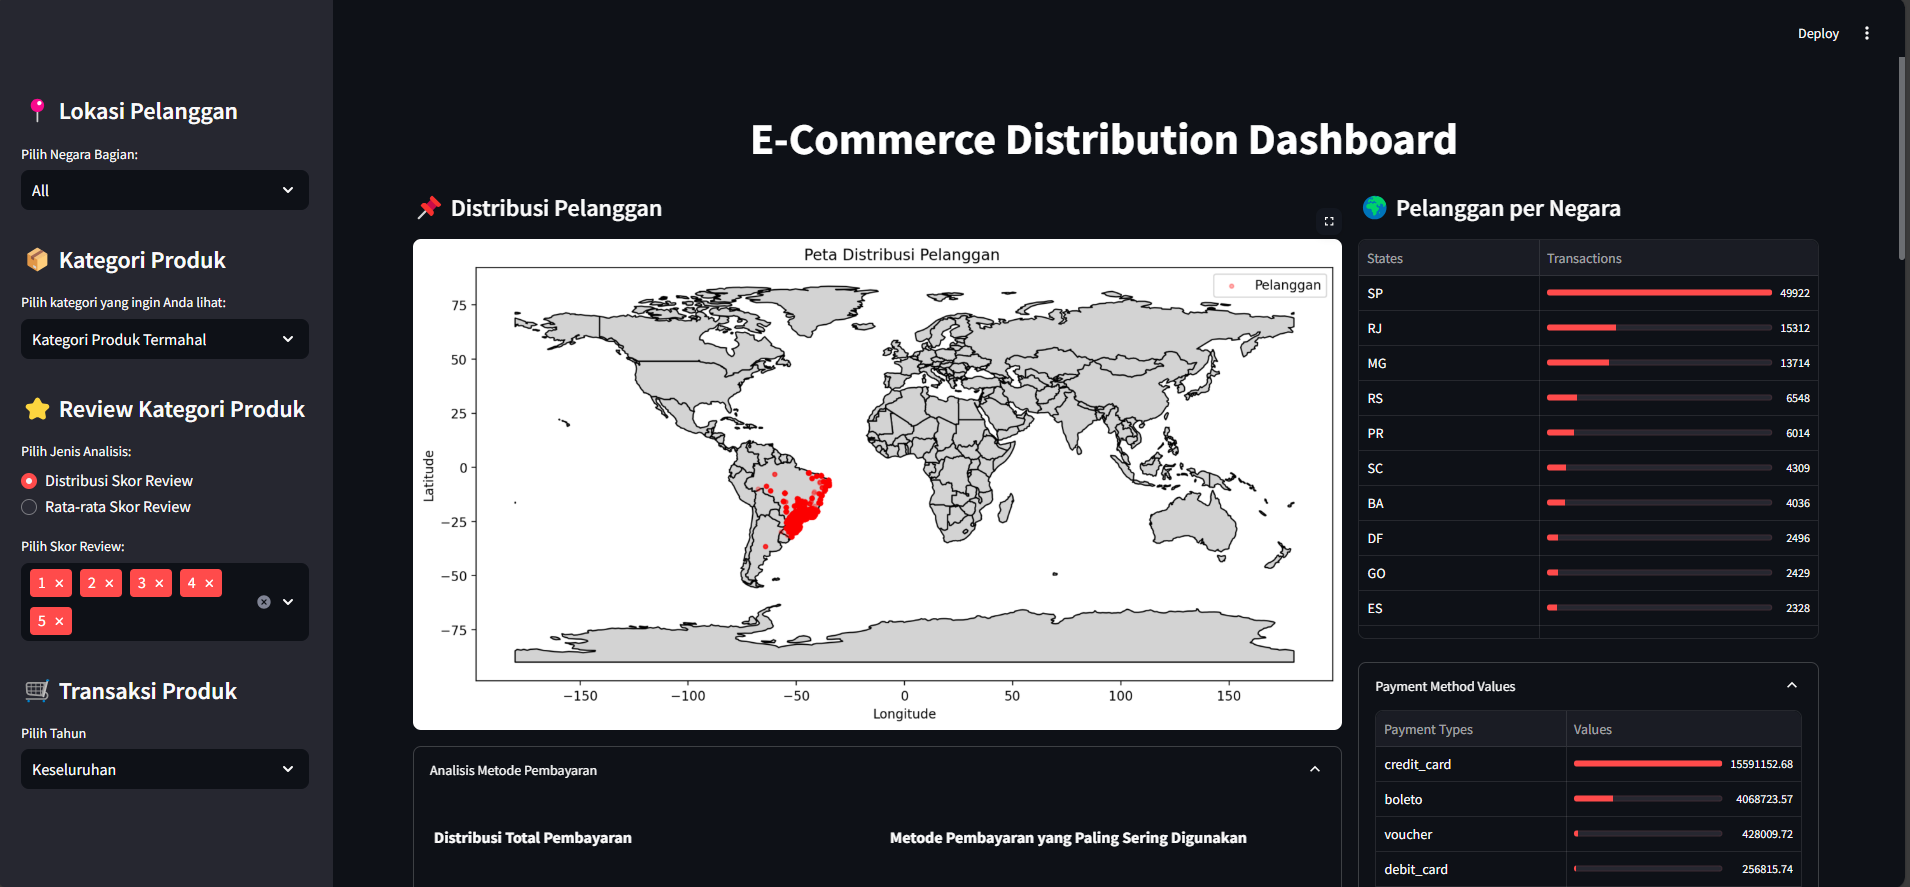 Deploy
📍 Lokasi Pelanggan
Pilih Negara Bagian:
All
📦 Kategori Produk
Pilih kategori yang ingin Anda lihat:
Kategori Produk Termahal
⭐ Review Kategori Produk
Pilih Jenis Analisis:
Distribusi Skor Review
Rata-rata Skor Review
Pilih Skor Review:
1 × 2 × 3 × 4 ×
5 ×
🛒 Transaksi Produk
Pilih Tahun
Keseluruhan
E-Commerce Distribution Dashboard
📌 Distribusi Pelanggan
Peta Distribusi Pelanggan
Pelanggan
75
50
25
0
−25
−50
−75
Latitude
−150 −100 −50 0 50 100 150
Longitude
Analisis Metode Pembayaran
Distribusi Total Pembayaran
Metode Pembayaran yang Paling Sering Digunakan
🌍 Pelanggan per Negara
States Transactions
SP 49922
RJ 15312
MG 13714
RS 6548
PR 6014
SC 4309
BA 4036
DF 2496
GO 2429
ES 2328
Payment Method Values
Payment Types Values
credit_card 15591152.68
boleto 4068723.57
voucher 428009.72
debit_card 256815.74